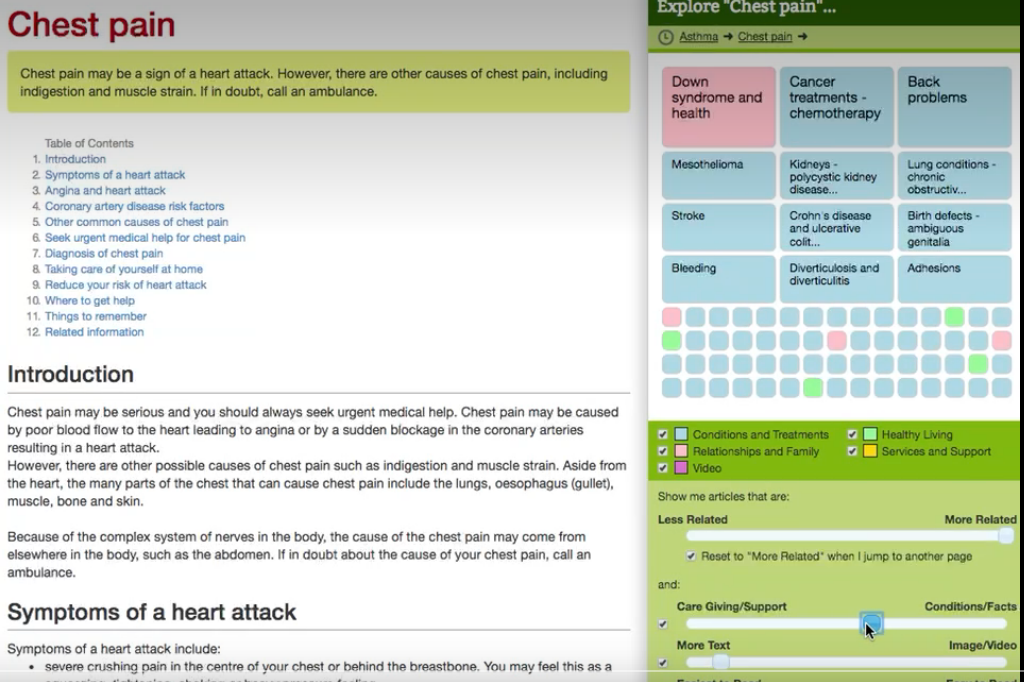 Chest pain
Chest pain may be a sign of a heart attack. However, there are other causes of chest pain, including
indigestion and muscle strain. If in doubt, call an ambulance.
Table of Contents
1. Introduction
2. Symptoms of a heart attack
3. Angina and heart attack
4. Coronary artery disease risk factors
5. Other common causes of chest pain
6. Seek urgent medical help for chest pain
7. Diagnosis of chest pain
8. Taking care of yourself at home
9. Reduce your risk of heart attack
10. Where to get help
11. Things to remember
12. Related information
Introduction
Chest pain may be serious and you should always seek urgent medical help. Chest pain may be caused
by poor blood flow to the heart leading to angina or by a sudden blockage in the coronary arteries
resulting in a heart attack.
However, there are other possible causes of chest pain such as indigestion and muscle strain. Aside from
the heart, the many parts of the chest that can cause chest pain include the lungs, oesophagus (gullet),
muscle, bone and skin.
Because of the complex system of nerves in the body, the cause of the chest pain may come from
elsewhere in the body, such as the abdomen. If in doubt about the cause of your chest pain, call an
ambulance.
Symptoms of a heart attack
Symptoms of a heart attack include:
• severe crushing pain in the centre of your chest or behind the breastbone. You may feel this as a
Explore "Chest pain"...
Asthma → Chest pain →
Down
syndrome and
health
Cancer
treatments -
chemotherapy
Back
problems
Mesothelioma
Kidneys -
polycystic kidney
disease...
Lung conditions -
chronic
obstructiv...
Stroke
Crohn's disease
and ulcerative
colit...
Birth defects -
ambiguous
genitalia
Bleeding
Diverticulosis and
diverticulitis
Adhesions
Conditions and Treatments
Healthy Living
Relationships and Family
Services and Support
Video
Show me articles that are:
Less Related
More Related
Reset to "More Related" when I jump to another page
and:
Care Giving/Support
Conditions/Facts
More Text
Image/Video